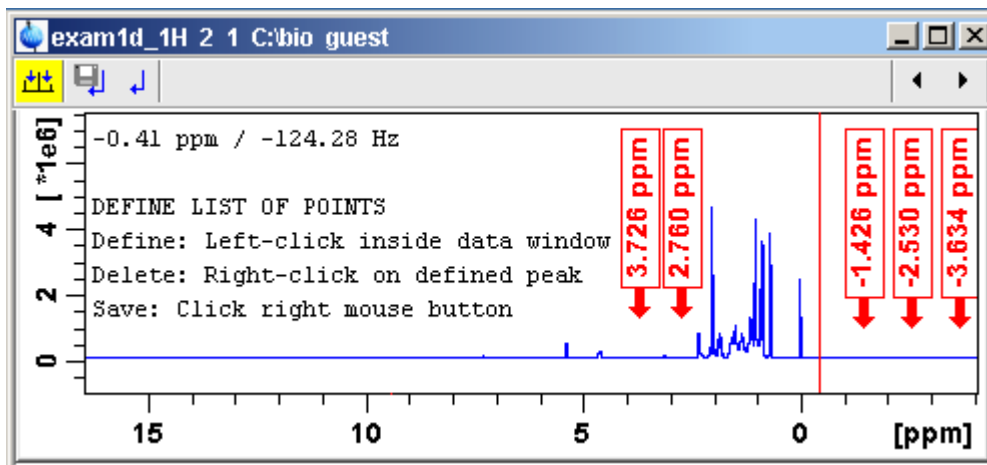 exam1d_1H 2 1 C:\bio guest
-0.41 ppm / -124.28 Hz
DEFINE LIST OF POINTS
Define: Left-click inside data window
Delete: Right-click on defined peak
Save: Click right mouse button
3.726 ppm
2.760 ppm
-1.426 ppm
-2.530 ppm
-3.634 ppm
[ *1e6]
4
2
0
15 10 5 0 [ppm]